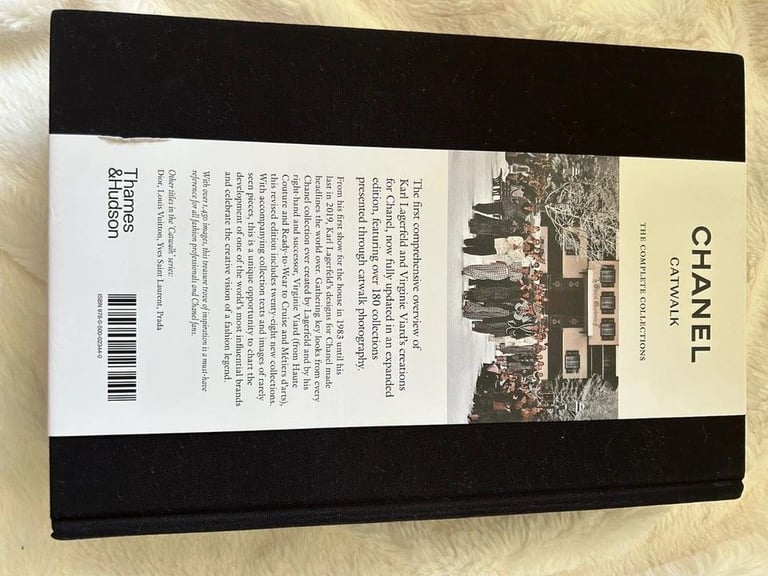 CHANEL
CATWALK
THE COMPLETE COLLECTIONS
The first comprehensive overview of
Karl Lagerfeld and Virginie Viard's creations
for Chanel, now fully updated in an expanded
edition, featuring over 180 collections
presented through catwalk photography.
From his first show for the house in 1983 until his
last in 2019, Karl Lagerfeld's designs for Chanel made
headlines the world over. Gathering key looks from every
Chanel collection ever created by Lagerfeld and by his
right-hand and successor, Virginie Viard (from Haute
Couture and Ready-to-Wear to Cruise and Métiers d'arts),
this revised edition includes twenty-eight new collections.
With accompanying collection texts and images of rarely
seen pieces, this is a unique opportunity to chart the
development of one of the world's most influential brands
and celebrate the creative vision of a fashion legend.
With over 1,450 images, this treasure trove of inspiration is a must-have
reference for all fashion professionals and Chanel fans.
Other titles in the 'Catwalk' series:
Dior, Louis Vuitton, Yves Saint Laurent, Prada
Thames
&Hudson
ISBN 978-0-500-02344-0